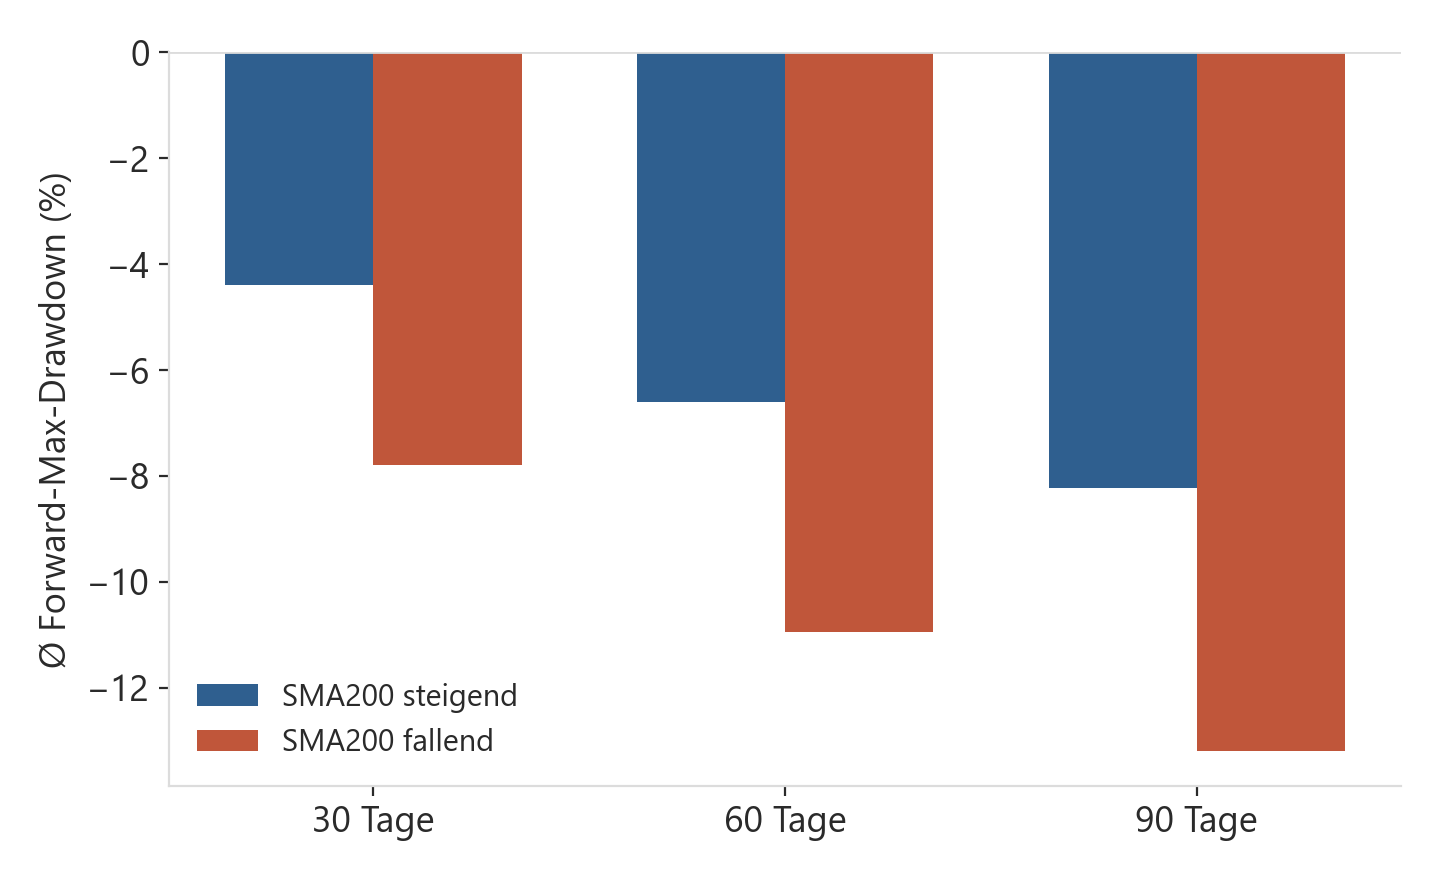 Ø Forward-Max-Drawdown (%)
0
−2
−4
−6
−8
−10
−12
SMA200 steigend
SMA200 fallend
30 Tage
60 Tage
90 Tage